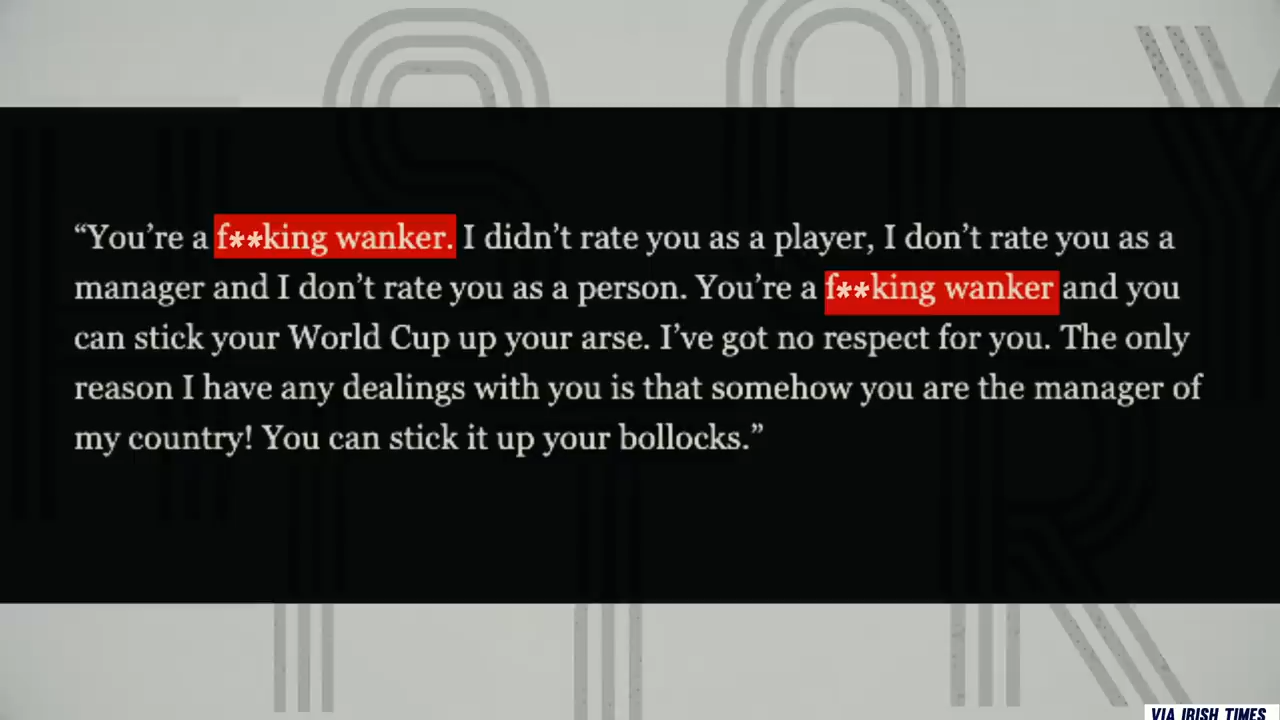 “You’re a f**king wanker. I didn’t rate you as a player, I don’t rate you as a
manager and I don’t rate you as a person. You’re a f**king wanker and you
can stick your World Cup up your arse. I’ve got no respect for you. The only
reason I have any dealings with you is that somehow you are the manager of
my country! You can stick it up your bollocks.”
VIA IRISH TIMES